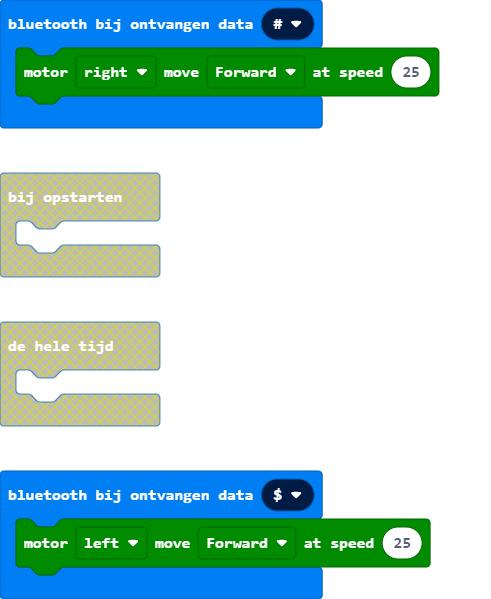 bluetooth bij ontvangen data #
motor right move Forward at speed 25
bij opstarten
de hele tijd
bluetooth bij ontvangen data $
motor left move Forward at speed 25